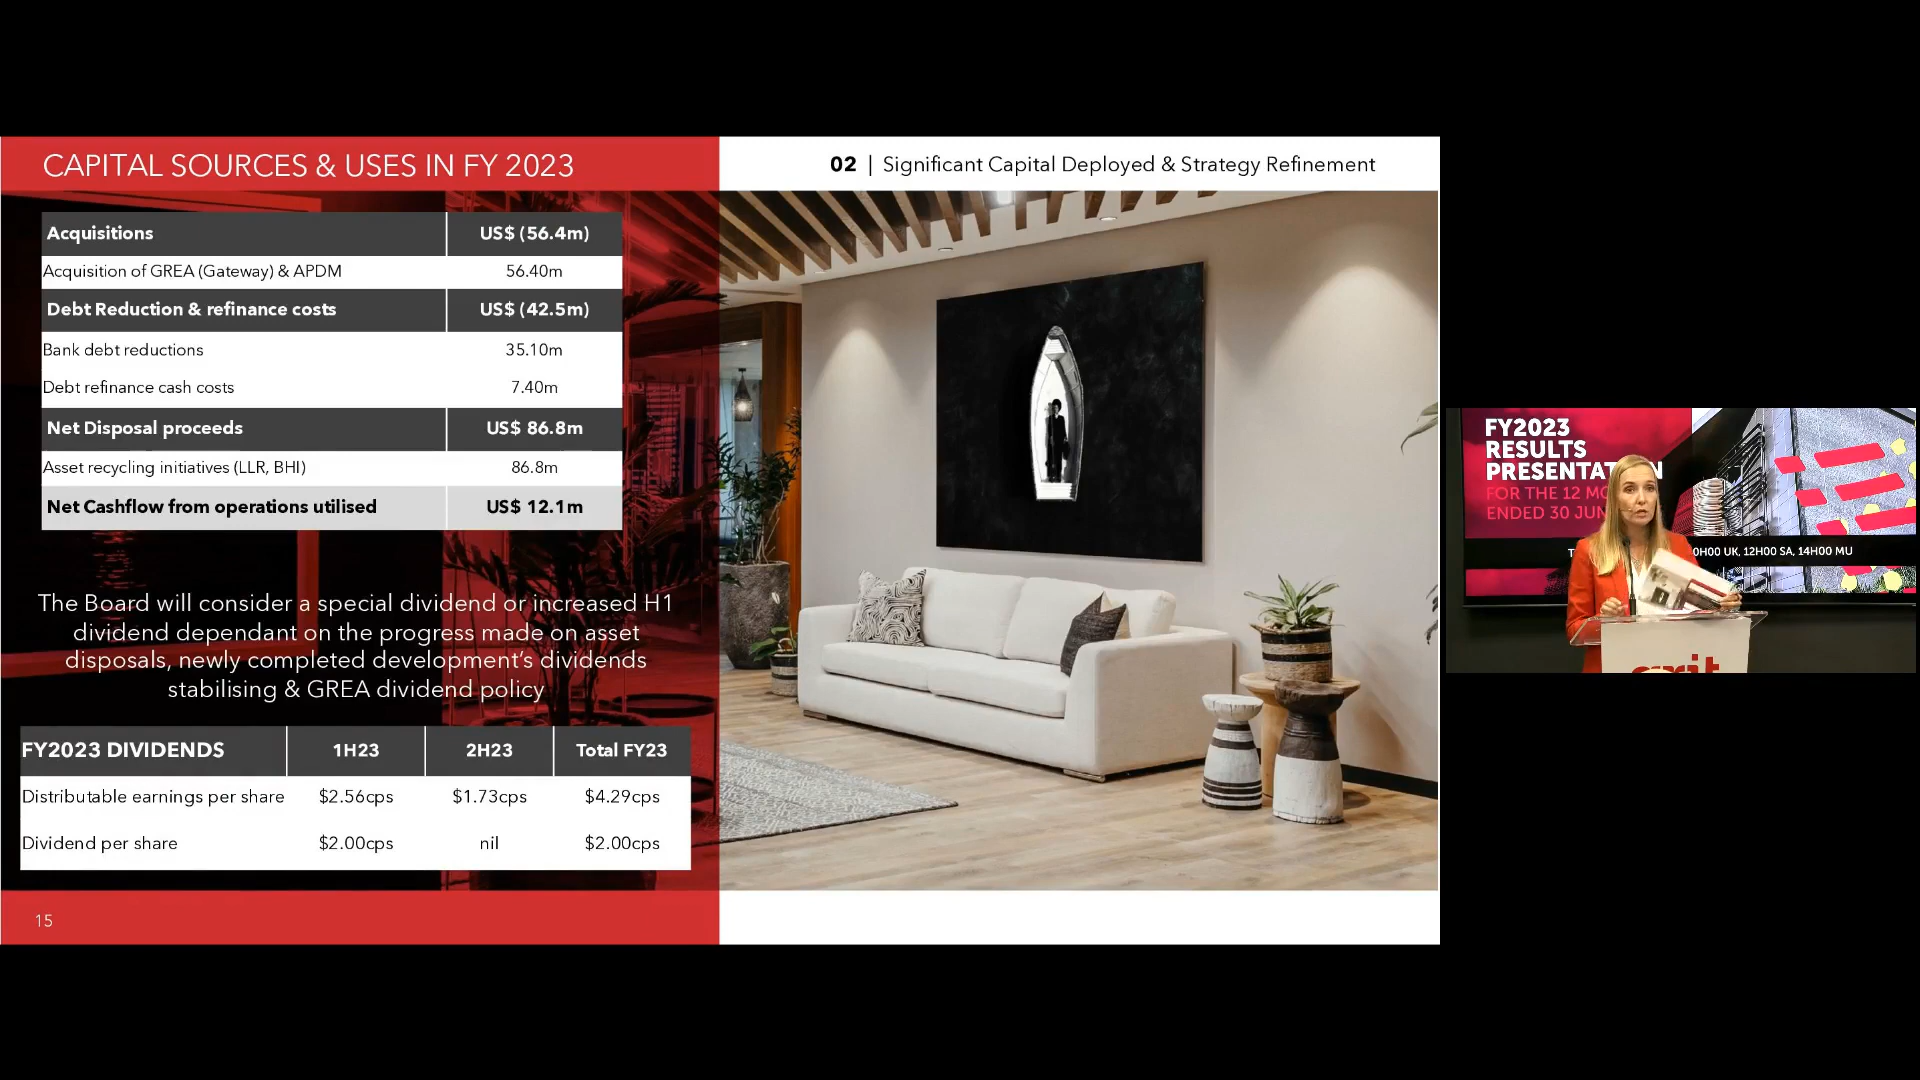 CAPITAL SOURCES & USES IN FY 2023
02 | Significant Capital Deployed & Strategy Refinement
Acquisitions US$ (56.4m)
Acquisition of GREA (Gateway) & APDM 56.40m
Debt Reduction & refinance costs US$ (42.5m)
Bank debt reductions 35.10m
Debt refinance cash costs 7.40m
Net Disposal proceeds US$ 86.8m
Asset recycling initiatives (LLR, BHI) 86.8m
Net Cashflow from operations utilised US$ 12.1m
The Board will consider a special dividend or increased H1
dividend dependant on the progress made on asset
disposals, newly completed development's dividends
stabilising & GREA dividend policy
FY2023 DIVIDENDS 1H23 2H23 Total FY23
Distributable earnings per share $2.56cps $1.73cps $4.29cps
Dividend per share $2.00cps nil $2.00cps
15
FY2023
RESULTS
FOR THE 12
ENDED 30
UK, 12H00 SA, 14H00 MU